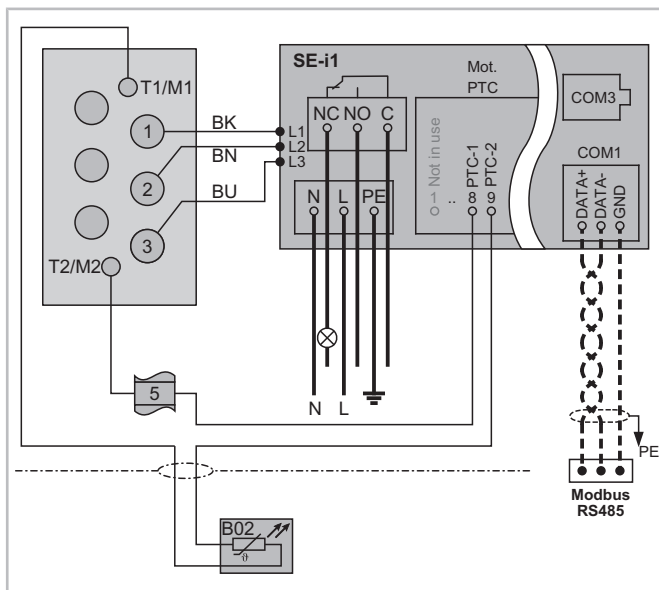 SE-i1
Mot.
PTC
T1/M1
COM3
NC NO C
1
BK
L1
BN
L2
L3
COM1
2
N L PE
Not in use
..
8 PTC-1
9 PTC-2
DATA+
DATA-
GND
BU
3
T2/M2
5
N L
PE
Modbus
RS485
B02
ϑ